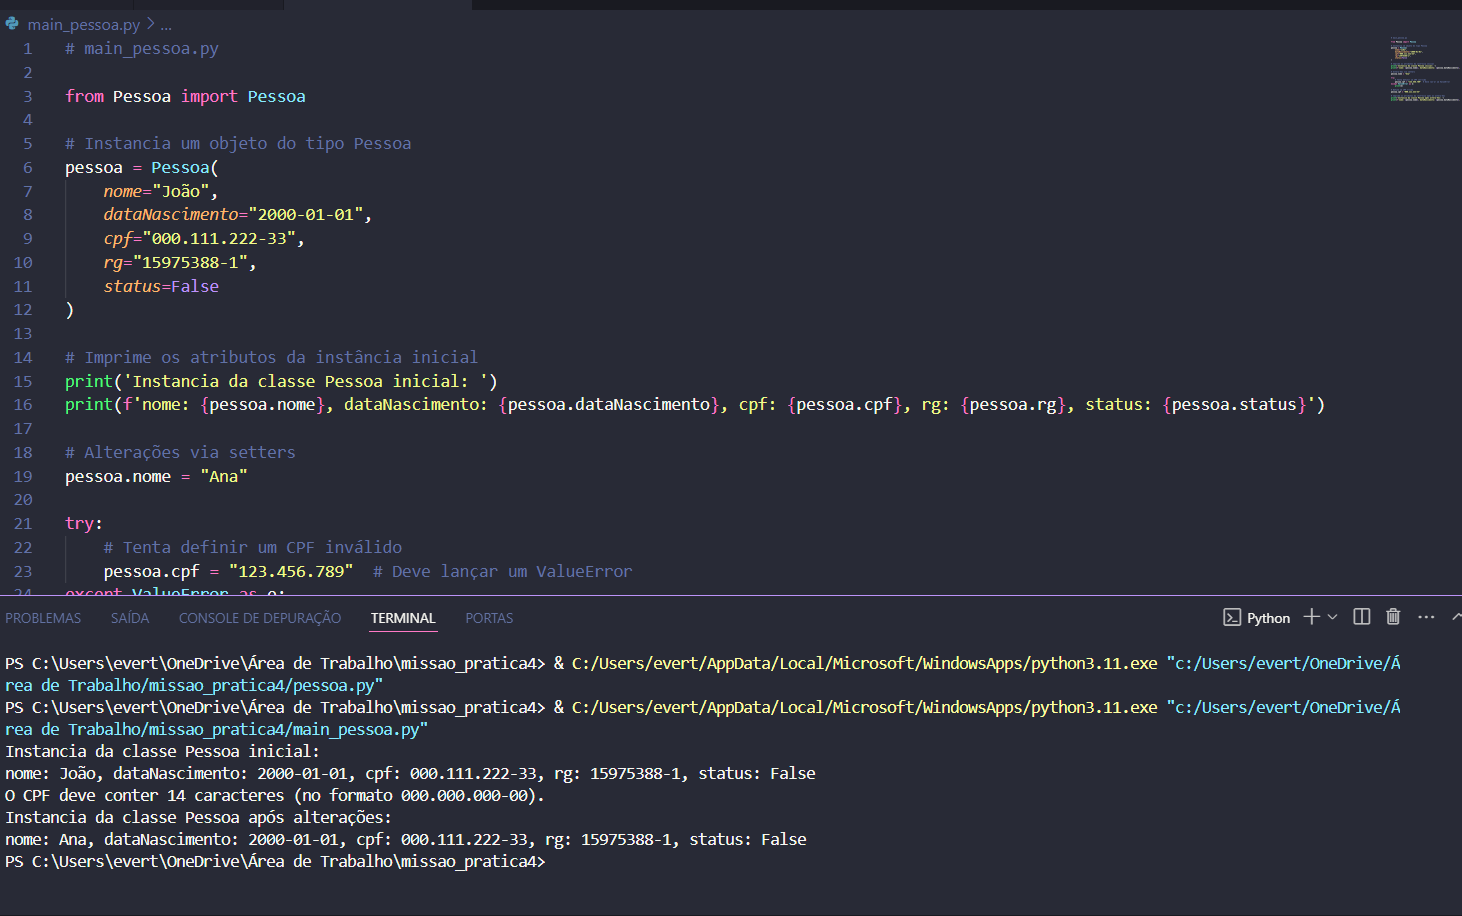 main_pessoa.py > ...
1 # main_pessoa.py
2
3 from Pessoa import Pessoa
4
5 # Instancia um objeto do tipo Pessoa
6 pessoa = Pessoa(
7 nome="João",
8 dataNascimento="2000-01-01",
9 cpf="000.111.222-33",
10 rg="15975388-1",
11 status=False
12 )
13
14 # Imprime os atributos da instância inicial
15 print('Instancia da classe Pessoa inicial: ')
16 print(f'nome: {pessoa.nome}, dataNascimento: {pessoa.dataNascimento}, cpf: {pessoa.cpf}, rg: {pessoa.rg}, status: {pessoa.status}')
17
18 # Alterações via setters
19 pessoa.nome = "Ana"
20
21 try:
22 # Tenta definir um CPF inválido
23 pessoa.cpf = "123.456.789" # Deve lançar um ValueError
24 except ValueError as e:
PROBLEMAS SAÍDA CONSOLE DE DEPURAÇÃO TERMINAL PORTAS Python
PS C:\Users\evert\OneDrive\Área de Trabalho\missao_pratica4> & C:/Users/evert/AppData/Local/Microsoft/WindowsApps/python3.11.exe "c:/Users/evert/OneDrive/Á
rea de Trabalho/missao_pratica4/pessoa.py"
PS C:\Users\evert\OneDrive\Área de Trabalho\missao_pratica4> & C:/Users/evert/AppData/Local/Microsoft/WindowsApps/python3.11.exe "c:/Users/evert/OneDrive/Á
rea de Trabalho/missao_pratica4/main_pessoa.py"
Instancia da classe Pessoa inicial:
nome: João, dataNascimento: 2000-01-01, cpf: 000.111.222-33, rg: 15975388-1, status: False
O CPF deve conter 14 caracteres (no formato 000.000.000-00).
Instancia da classe Pessoa após alterações:
nome: Ana, dataNascimento: 2000-01-01, cpf: 000.111.222-33, rg: 15975388-1, status: False
PS C:\Users\evert\OneDrive\Área de Trabalho\missao_pratica4>